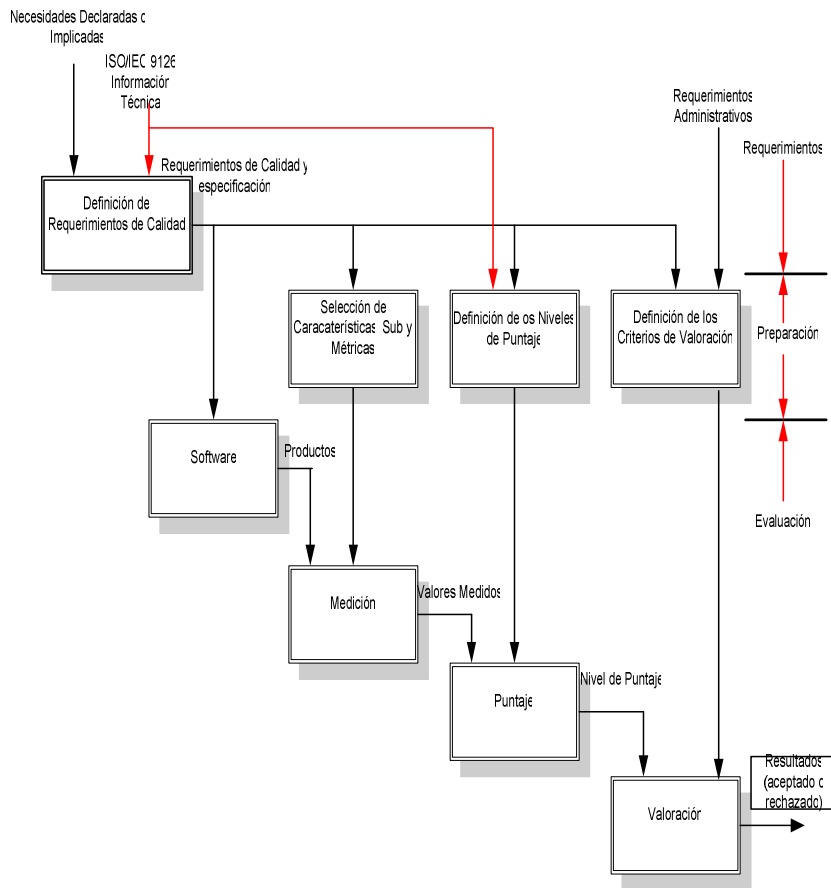 Necesidades Declaradas o
Implicadas
ISO/IEC 9126
Información
Técnica
Requerimientos
Administrativos
Requerimientos
Requerimientos de Calidad y
especificación
Definición de
Requerimientos de Calidad
Selección de
Caracaterísticas Sub y
Métricas
Definición de os Niveles
de Puntaje
Definición de los
Criterios de Valoración
Preparación
Software
Productos
Evaluación
Medición
Valores Medidos
Puntaje
Nivel de Puntaje
Valoración
Resultados
(aceptado o
rechazado)